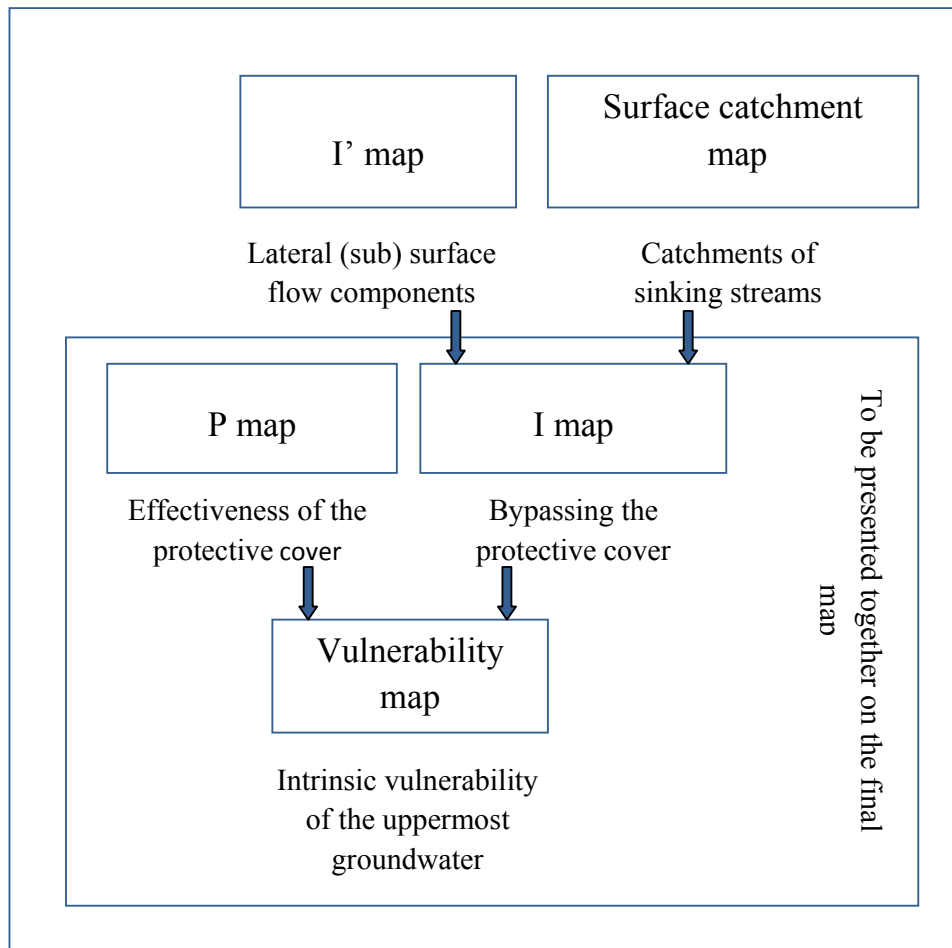 I’ map
Surface catchment
map
Lateral (sub) surface
flow components
Catchments of
sinking streams
P map
I map
Effectiveness of the
protective cover
Bypassing the
protective cover
Vulnerability
map
Intrinsic vulnerability
of the uppermost
groundwater
To be presented together on the final
map